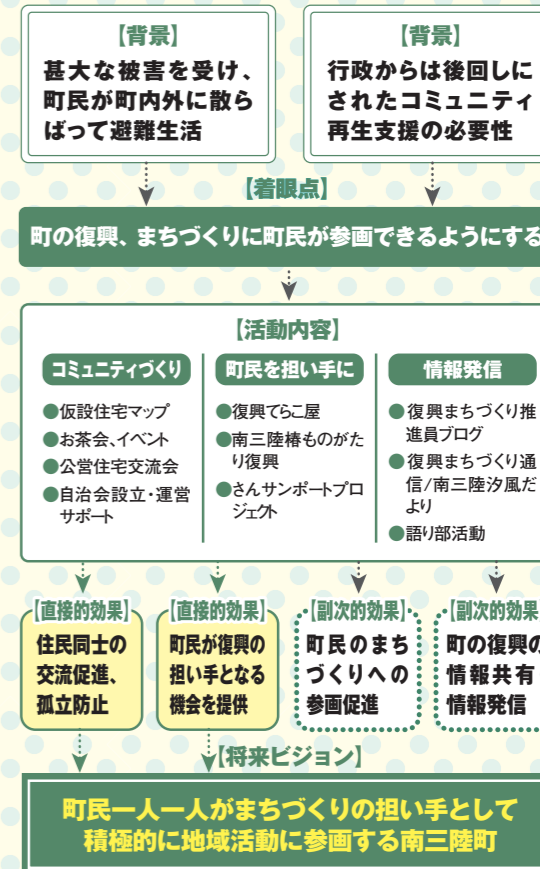 【背景】
甚大な被害を受け、
町民が町内外に散ら
ばって避難生活
【背景】
行政からは後回しに
されたコミュニティ
再生支援の必要性
【着眼点】
町の復興、まちづくりに町民が参画できるようにする
【活動内容】
コミュニティづくり
●仮設住宅マップ
●お茶会、イベント
●公営住宅交流会
●自治会設立・運営
サポート
町民を担い手に
●復興てらこ屋
●南三陸椿ものがた
り復興
●さんサンポートプロ
ジェクト
情報発信
●復興まちづくり推
進員ブログ
●復興まちづくり通
信/南三陸汐風だ
より
●語り部活動
【直接的効果】
住民同士の
交流促進、
孤立防止
【直接的効果】
町民が復興の
担い手となる
機会を提供
【副次的効果】
町民のまち
づくりへの
参画促進
【副次的効果
町の復興の
情報共有
情報発信
【将来ビジョン】
町民一人一人がまちづくりの担い手として
積極的に地域活動に参画する南三陸町